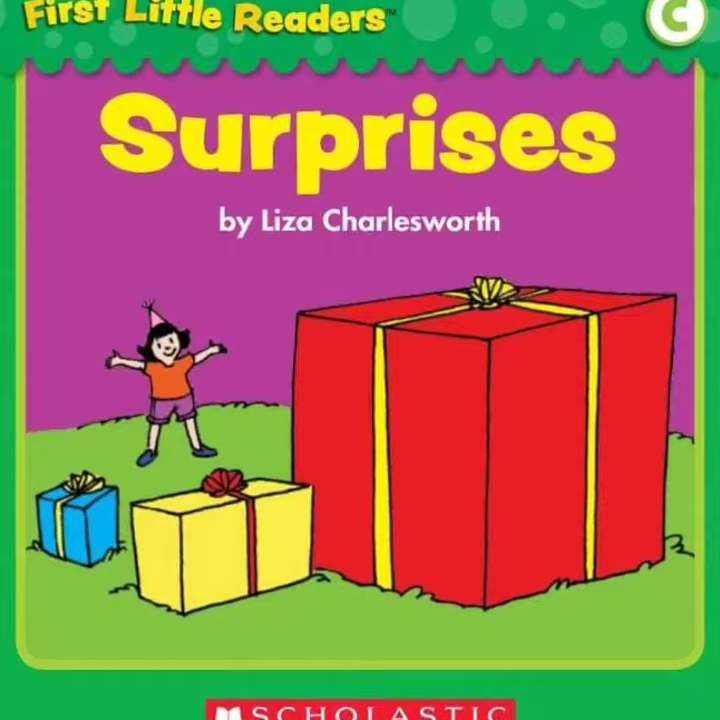 First Little Readers™
C
Surprises
by Liza Charlesworth
SCHOLASTIC